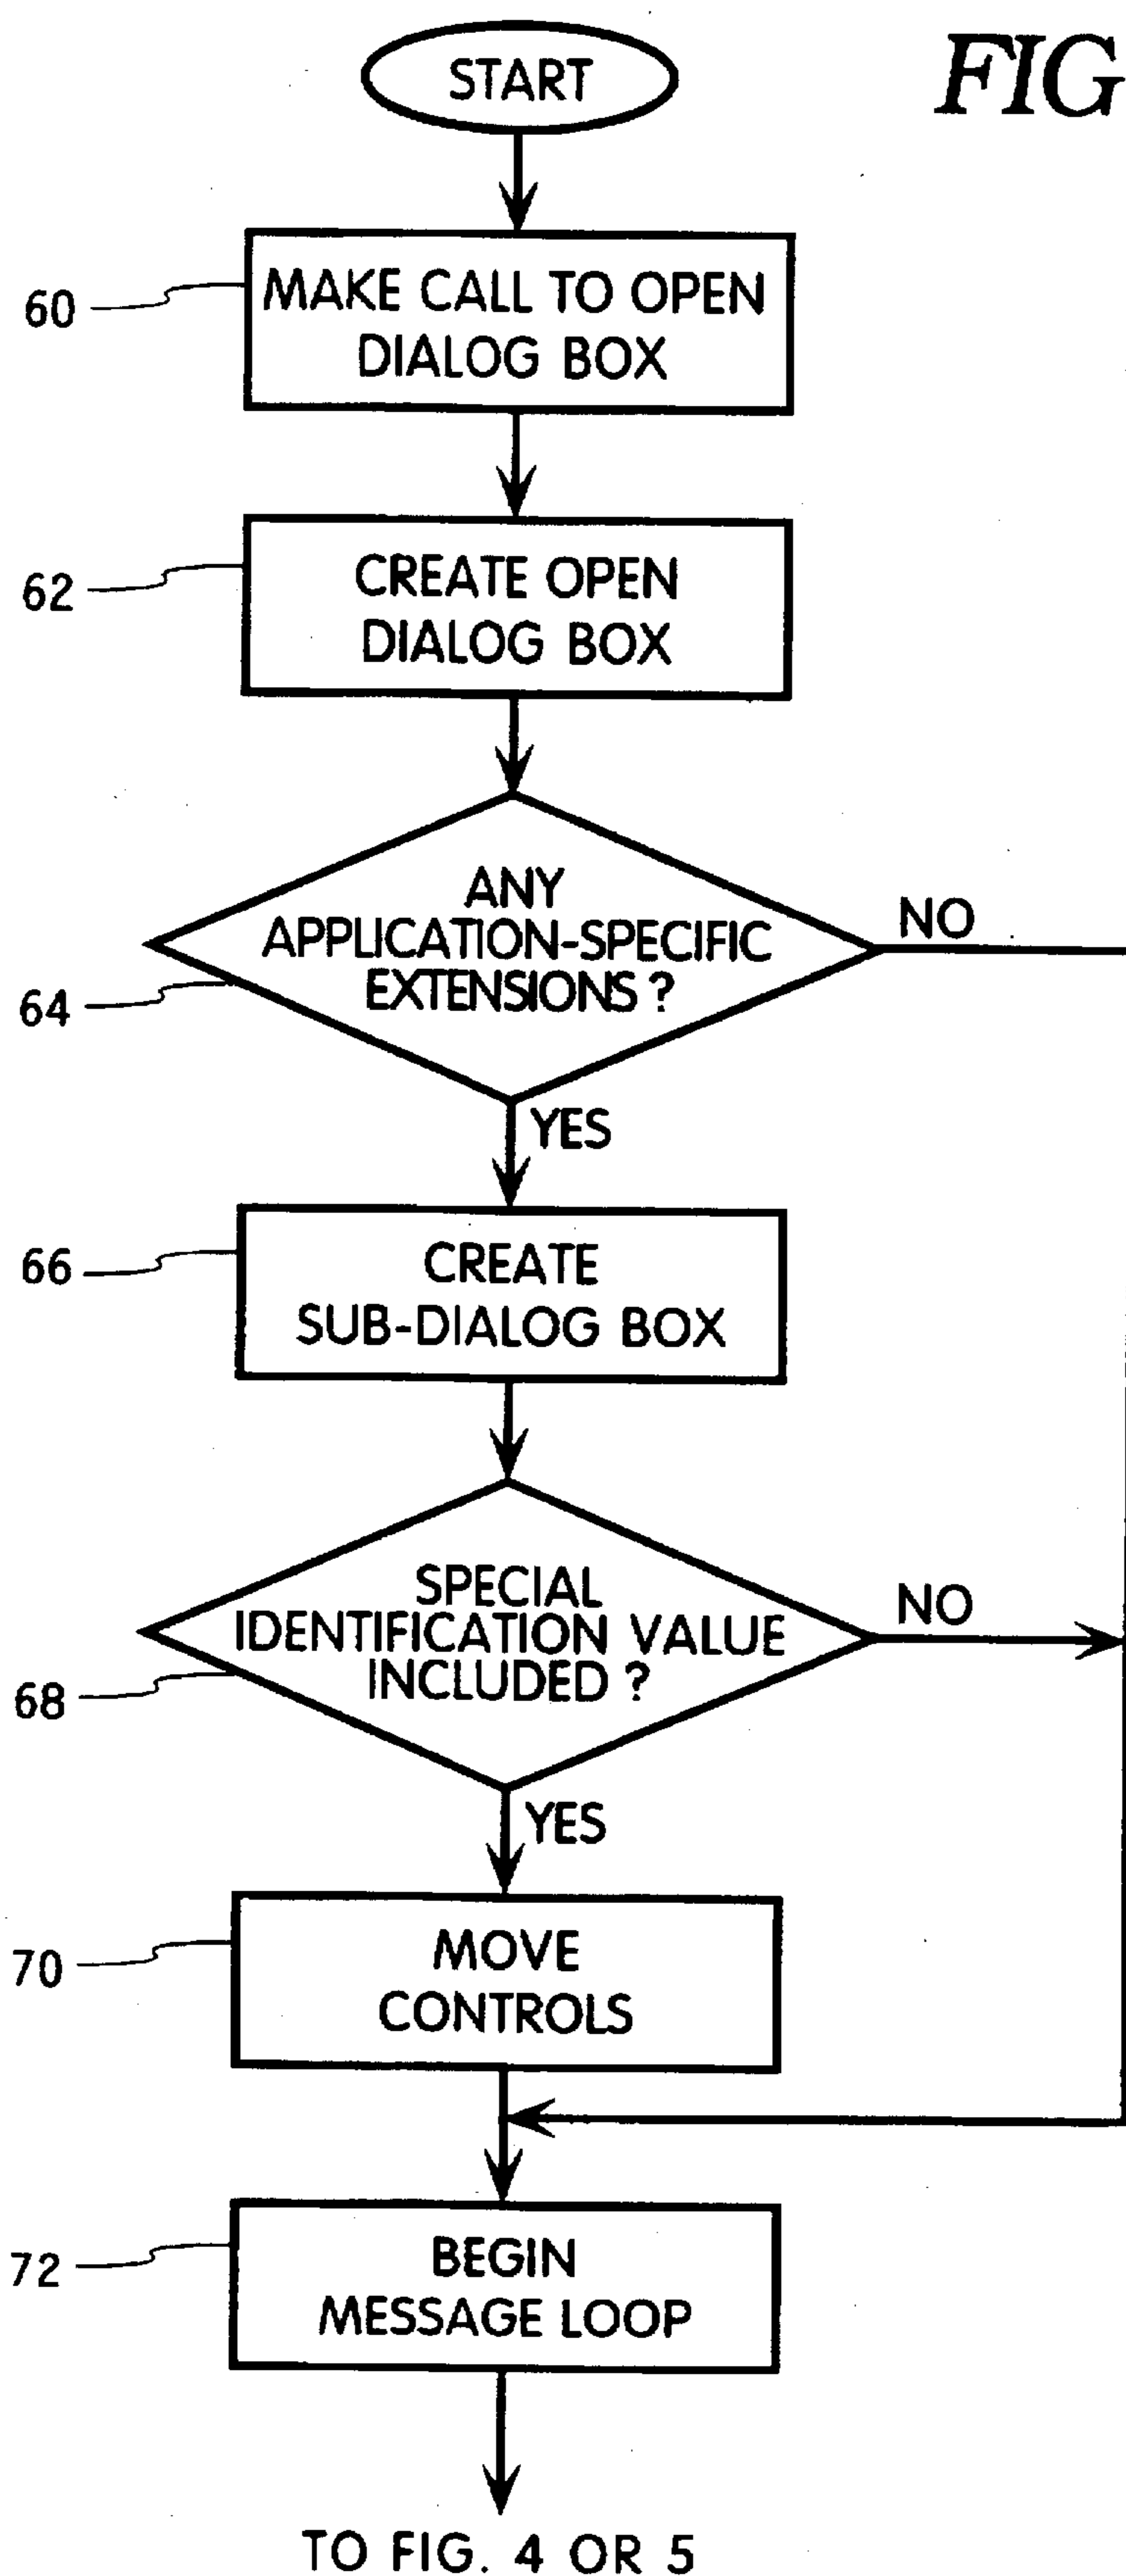 START
FIG
60
MAKE CALL TO OPEN
DIALOG BOX
62
CREATE OPEN
DIALOG BOX
ANY
APPLICATION-SPECIFIC
EXTENSIONS ?
NO
64
YES
66
CREATE
SUB-DIALOG BOX
SPECIAL
IDENTIFICATION VALUE
INCLUDED ?
NO
68
YES
70
MOVE
CONTROLS
72
BEGIN
MESSAGE LOOP
TO FIG. 4 OR 5